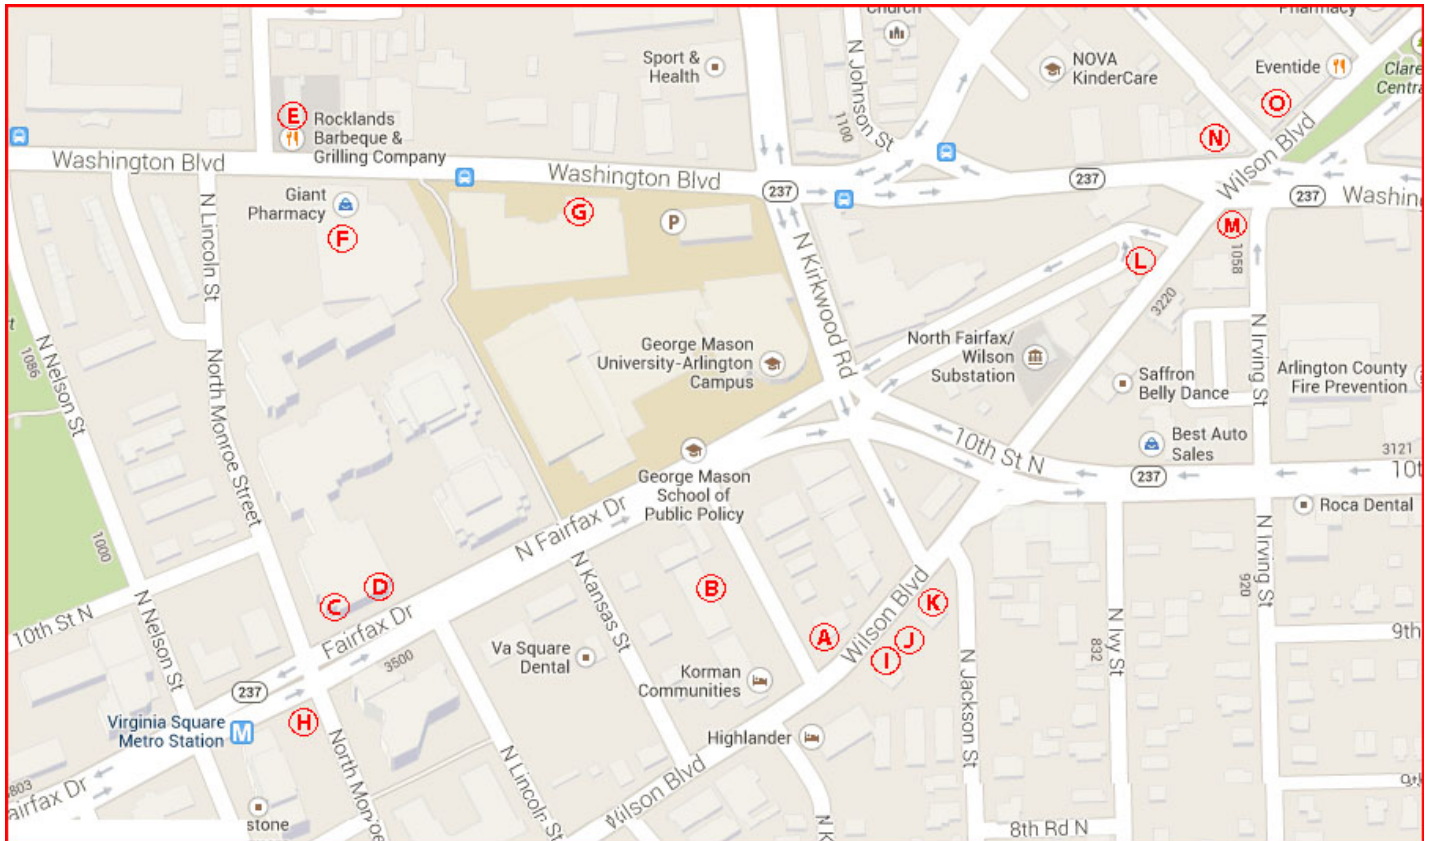 Church
Pharmacy
N Johnson St
1100
Sport &
Health
NOVA
KinderCare
Eventide
Clare
Centra
O
E
Rocklands
Barbeque &
Grilling Company
N
Wilson Blvd
Washington Blvd
Washington Blvd
237
237
237
Washing
Giant
Pharmacy
F
G
P
M
N Lincoln St
N Kirkwood Rd
L
1058
3220
N Irving St
N Nelson St
1086
George Mason
University-Arlington
Campus
North Fairfax/
Wilson
Substation
Saffron
Belly Dance
Arlington County
Fire Prevention
North Monroe Street
10th St N
Best Auto
Sales
3121
237
10t
George Mason
School of
Public Policy
N Fairfax Dr
Roca Dental
1000
N Irving St
920
10th St N
N Nelson St
C
D
Fairfax Dr
N Kansas St
B
Wilson Blvd
K
A
J
I
N Ivy St
832
9th
3500
Va Square
Dental
Korman
Communities
N Jackson St
237
Virginia Square
Metro Station
M
H
Highlander
North Monroe
N Lincoln St
Wilson Blvd
9th
803
airfax Dr
stone
N K
8th Rd N